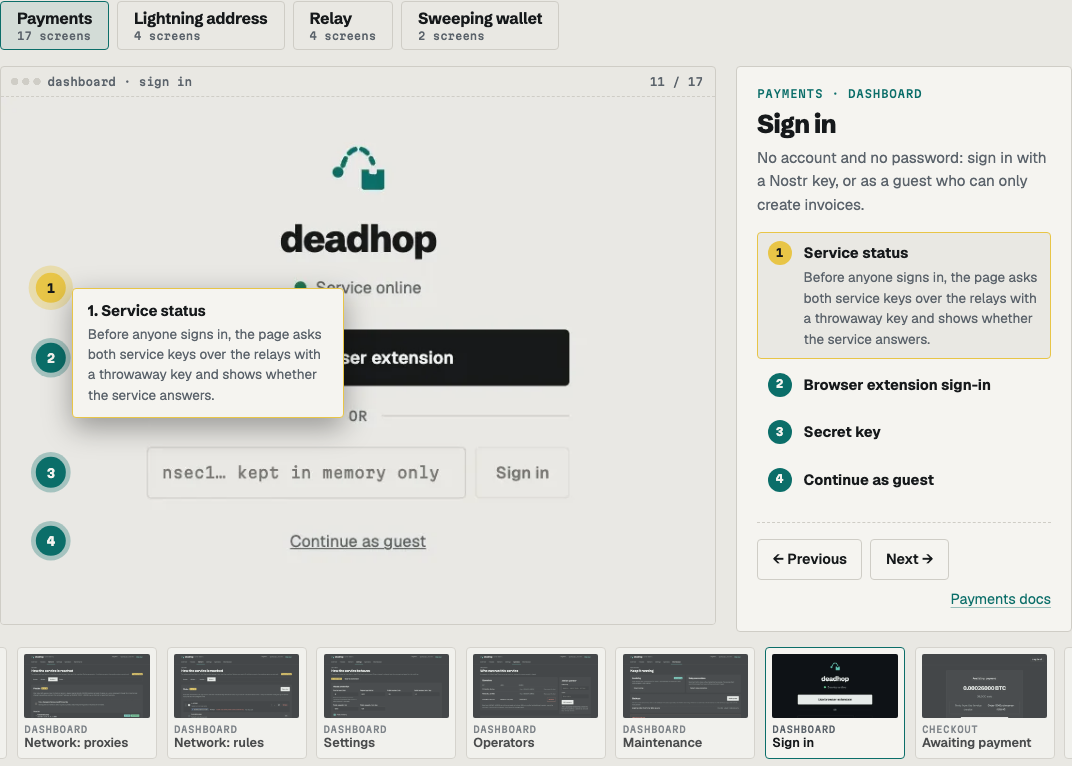 Payments
17 screens
Lightning address
4 screens
Relay
4 screens
Sweeping wallet
2 screens
dashboard · sign in
11 / 17
deadhop
Service online
1
1. Service status
Before anyone signs in, the page asks
both service keys over the relays with
a throwaway key and shows whether
the service answers.
2
ser extension
OR
3
nsec1… kept in memory only
Sign in
4
Continue as guest
PAYMENTS · DASHBOARD
Sign in
No account and no password: sign in with
a Nostr key, or as a guest who can only
create invoices.
1
Service status
Before anyone signs in, the page asks
both service keys over the relays with
a throwaway key and shows whether
the service answers.
2
Browser extension sign-in
3
Secret key
4
Continue as guest
← Previous
Next →
Payments docs
DASHBOARD
Network: proxies
DASHBOARD
Network: rules
DASHBOARD
Settings
DASHBOARD
Operators
DASHBOARD
Maintenance
deadhop
DASHBOARD
Sign in
0.00026000 BTC
CHECKOUT
Awaiting payment